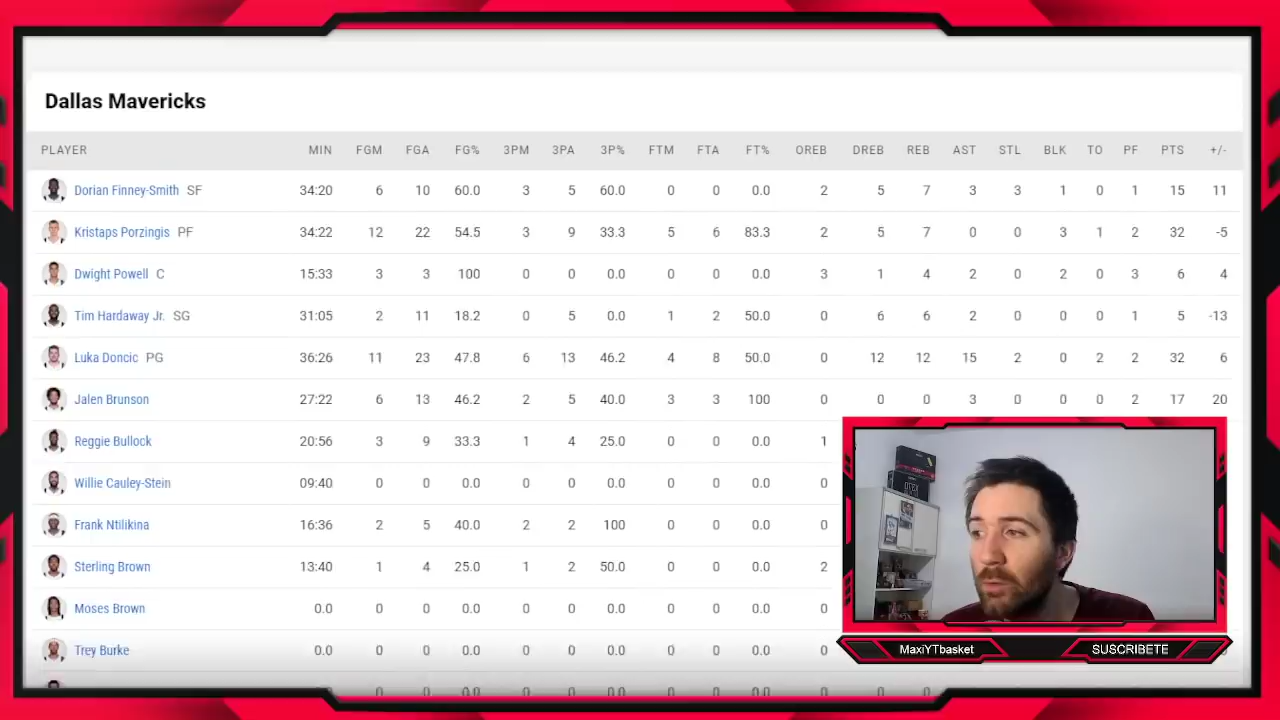 Dallas Mavericks
PLAYER MIN FGM FGA FG% 3PM 3PA 3P% FTM FTA FT% OREB DREB REB AST STL BLK TO PF PTS +/-
Dorian Finney-Smith SF 34:20 6 10 60.0 3 5 60.0 0 0 0.0 2 5 7 3 3 1 0 1 15 11
Kristaps Porzingis PF 34:22 12 22 54.5 3 9 33.3 5 6 83.3 2 5 7 0 0 3 1 2 32 -5
Dwight Powell C 15:33 3 3 100 0 0 0.0 0 0 0.0 3 1 4 2 0 2 0 3 6 4
Tim Hardaway Jr. SG 31:05 2 11 18.2 0 5 0.0 1 2 50.0 0 6 6 2 0 0 0 1 5 -13
Luka Doncic PG 36:26 11 23 47.8 6 13 46.2 4 8 50.0 0 12 12 15 2 0 2 2 32 6
Jalen Brunson 27:22 6 13 46.2 2 5 40.0 3 3 100 0 0 0 3 0 0 0 2 17 20
Reggie Bullock 20:56 3 9 33.3 1 4 25.0 0 0 0.0 1
Willie Cauley-Stein 09:40 0 0 0.0 0 0 0.0 0 0 0.0 0
Frank Ntilikina 16:36 2 5 40.0 2 2 100 0 0 0.0 0
Sterling Brown 13:40 1 4 25.0 1 2 50.0 0 0 0.0 2
Moses Brown 0.0 0 0 0.0 0 0 0.0 0 0 0.0 0
Trey Burke 0.0 0 0 0.0 0 0 0.0 0 0 0.0 0
0 0 0.0 0 0 0.0 0 0 0.0 0 0 0
MaxiYTbasket SUSCRIBETE